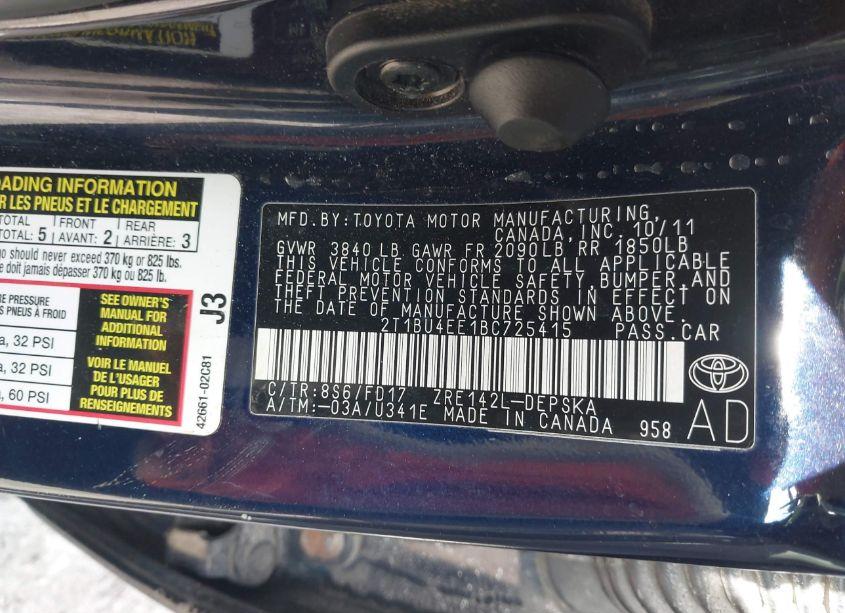 OADING INFORMATION
R LES PNEUS ET LE CHARGEMENT
TOTAL FRONT REAR
TOTAL: 5 AVANT: 2 ARRIÈRE: 3
go should never exceed 370 kg or 825 lbs.
e doit jamais dépasser 370 kg ou 825 lb.
E PRESSURE
S PNEUS À FROID
a, 32 PSI
a, 32 PSI
a, 60 PSI
SEE OWNER'S
MANUAL FOR
ADDITIONAL
INFORMATION
VOIR LE MANUEL
DE L'USAGER
POUR PLUS DE
RENSEIGNEMENTS
J3
42661-02C81
MFD.BY:TOYOTA MOTOR MANUFACTURING,
CANADA,INC. 10/11
GVWR 3840 LB GAWR FR 2090LB RR 1850LB
THIS VEHICLE CONFORMS TO ALL APPLICABLE
FEDERAL MOTOR VEHICLE SAFETY,BUMPER,AND
THEFT PREVENTION STANDARDS IN EFFECT ON
THE DATE OF MANUFACTURE SHOWN ABOVE.
2T1BU4EE1BC725415 PASS.CAR
C/TR:8S6/FD17 ZRE142L-DEPSKA
A/TM:-03A/U341E MADE IN CANADA 958
AD